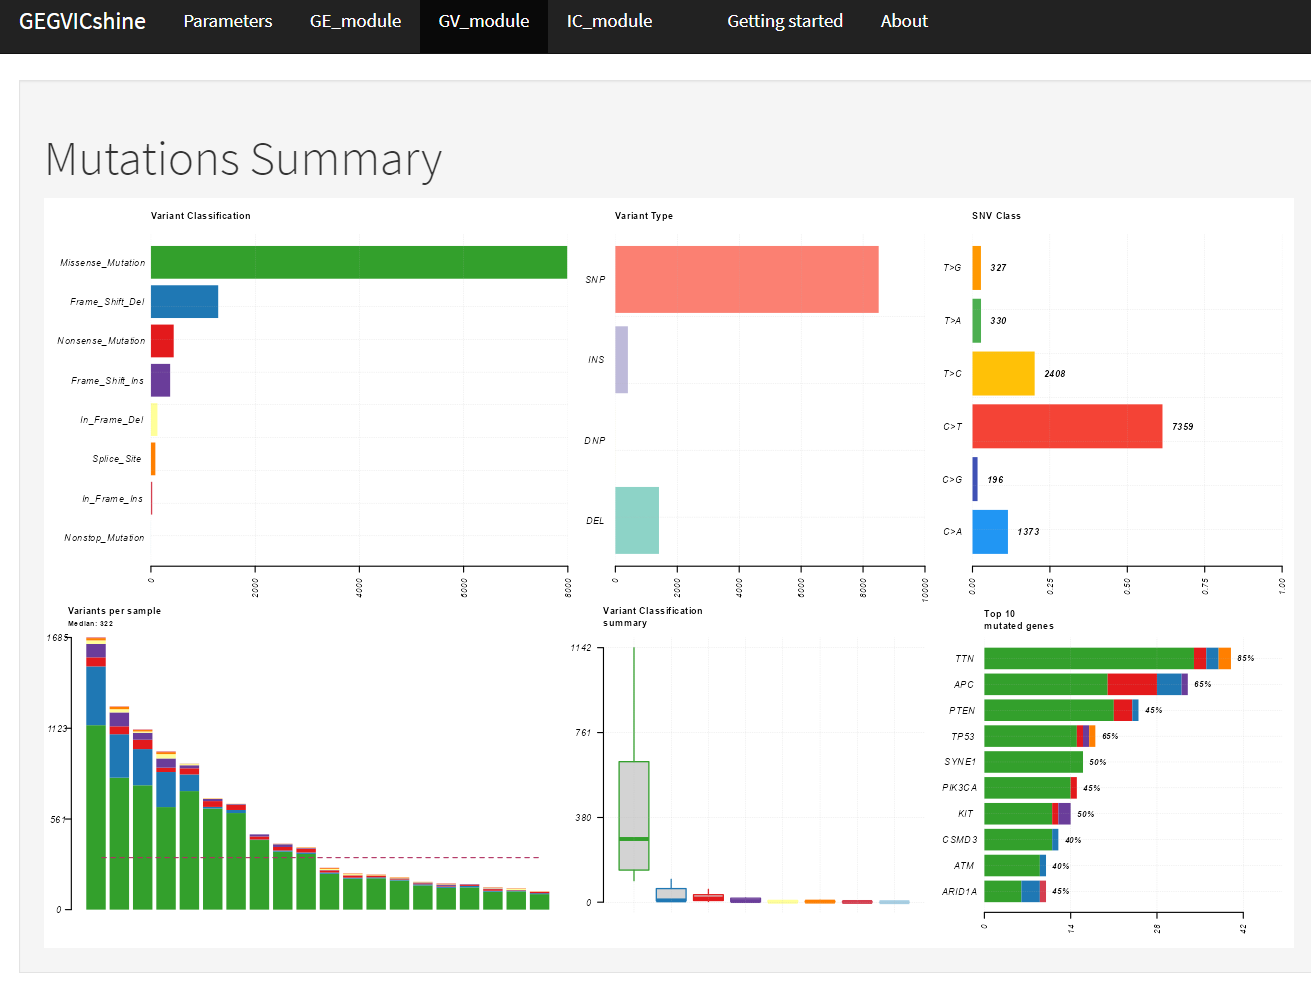 GEGVICshine Parameters GE_module GV_module IC_module Getting started About
Mutations Summary
Variant Classification
Missense_Mutation
Frame_Shift_Del
Nonsense_Mutation
Frame_Shift_Ins
In_Frame_Del
Splice_Site
In_Frame_Ins
Nonstop_Mutation
0 2000 4000 6000 8000
Variant Type
SNP
INS
DNP
DEL
0 2000 4000 6000 8000 10000
SNV Class
T>G 327
T>A 330
T>C 2408
C>T 7359
C>G 196
C>A 1373
0.00 0.25 0.50 0.75 1.00
Variants per sample
Median: 322
1685
1123
561
0
Variant Classification
summary
1142
761
380
0
Top 10
mutated genes
TTN 85%
APC 65%
PTEN 45%
TP53 65%
SYNE1 50%
PIK3CA 45%
KIT 50%
CSMD3 40%
ATM 40%
ARID1A 45%
0 14 28 42